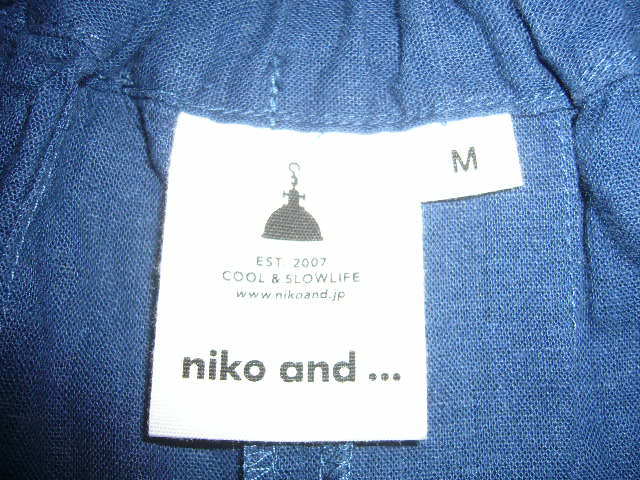 M
EST. 2007
COOL & SLOWLIFE
www.nikoand.jp
niko and ...